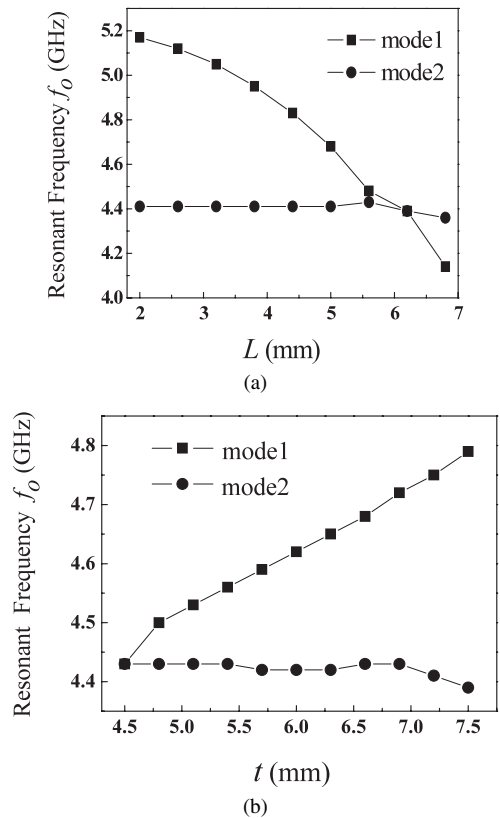 Resonant Frequency fo (GHz)
5.2
5.0
4.8
4.6
4.4
4.2
4.0
mode1
mode2
2 3 4 5 6 7
L (mm)
(a)
Resonant Frequency fo (GHz)
4.8
4.7
4.6
4.5
4.4
mode1
mode2
4.5 5.0 5.5 6.0 6.5 7.0 7.5
t (mm)
(b)